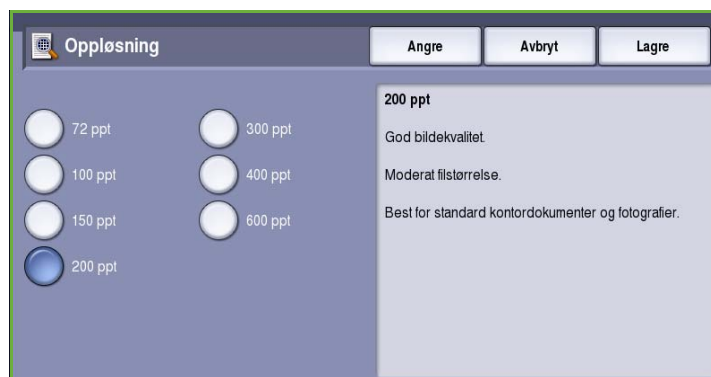 Oppløsning
Angre
Avbryt
Lagre
72 ppt
100 ppt
150 ppt
200 ppt
300 ppt
400 ppt
600 ppt
200 ppt
God bildekvalitet.
Moderat filstørrelse.
Best for standard kontordokumenter og fotografier.